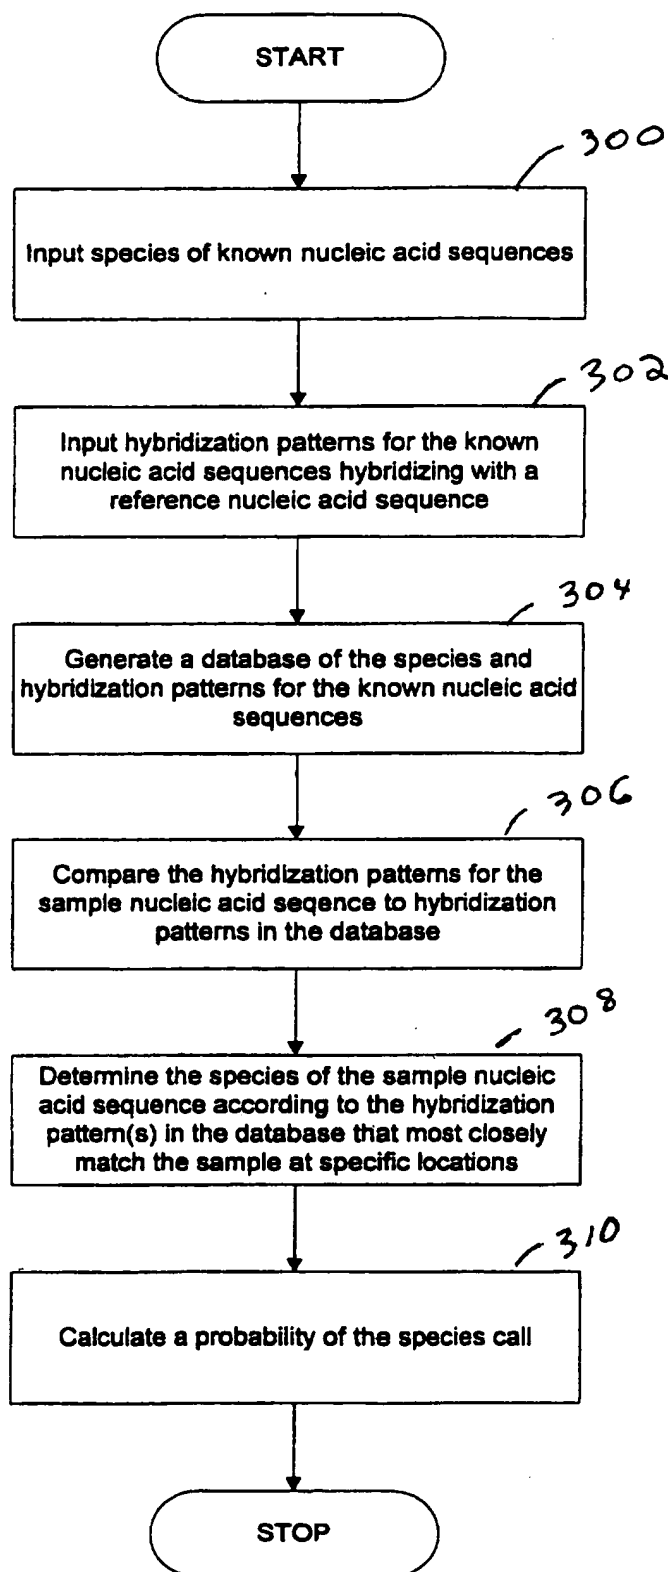 START
300
Input species of known nucleic acid sequences
302
Input hybridization patterns for the known
nucleic acid sequences hybridizing with a
reference nucleic acid sequence
304
Generate a database of the species and
hybridization patterns for the known nucleic acid
sequences
306
Compare the hybridization patterns for the
sample nucleic acid seqence to hybridization
patterns in the database
308
Determine the species of the sample nucleic
acid sequence according to the hybridization
pattern(s) in the database that most closely
match the sample at specific locations
310
Calculate a probability of the species call
STOP